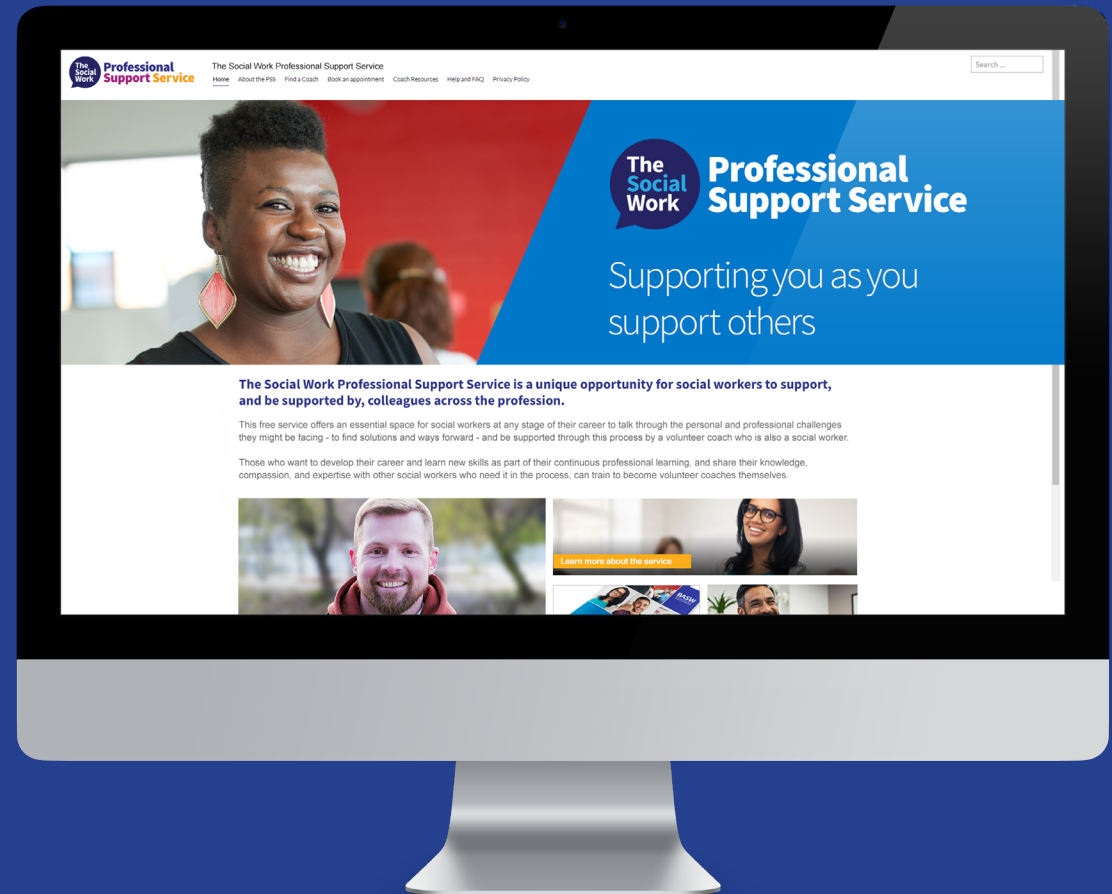 The Social Work
Professional Support Service
The Social Work Professional Support Service
Home About the PSS Find a Coach Book an appointment Coach Resources Help and FAQ Privacy Policy
Search ...
The Social Work
Professional
Support Service
Supporting you as you
support others
The Social Work Professional Support Service is a unique opportunity for social workers to support,
and be supported by, colleagues across the profession.
This free service offers an essential space for social workers at any stage of their career to talk through the personal and professional challenges
they might be facing - to find solutions and ways forward - and be supported through this process by a volunteer coach who is also a social worker.
Those who want to develop their career and learn new skills as part of their continuous professional learning, and share their knowledge,
compassion, and expertise with other social workers who need it in the process, can train to become volunteer coaches themselves.
Learn more about the service
BASW